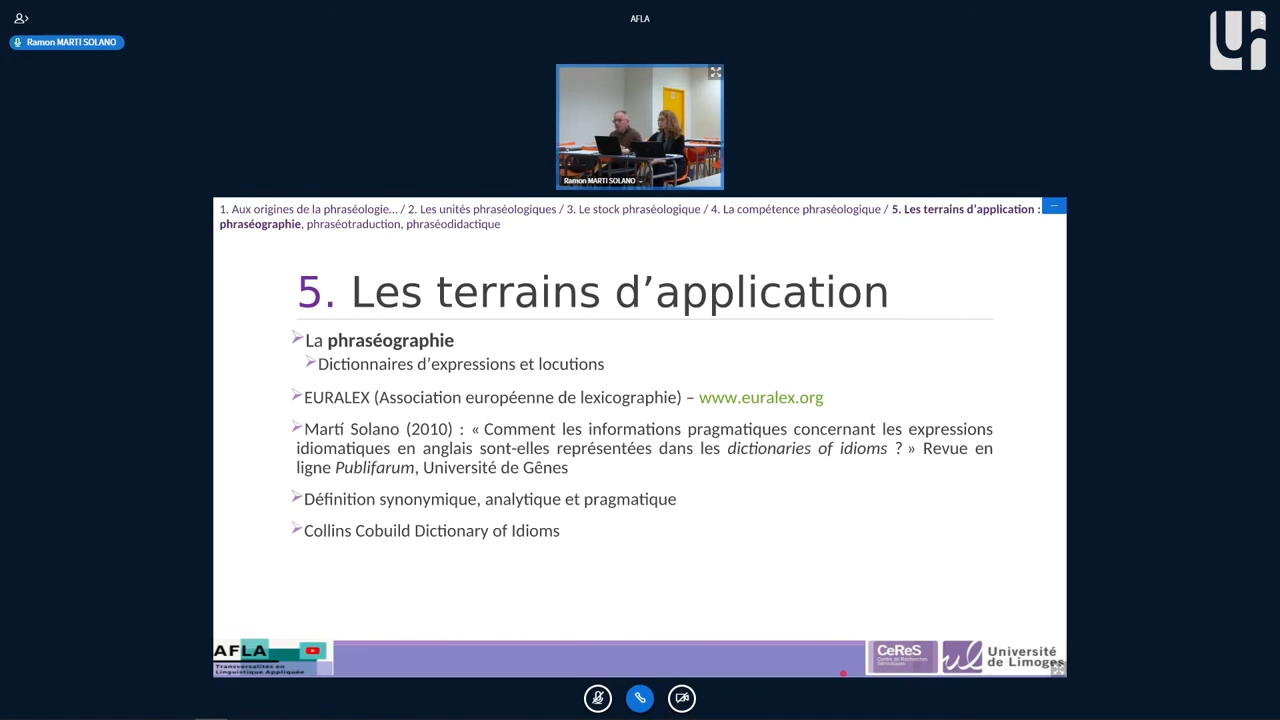 AFLA
Ramon MARTI SOLANO
Ramon MARTI SOLANO
1. Aux origines de la phraséologie... / 2. Les unités phraséologiques / 3. Le stock phraséologique / 4. La compétence phraséologique / 5. Les terrains d’application :
phraséographie, phraséotraduction, phraséodidactique
5. Les terrains d’application
La phraséographie
Dictionnaires d’expressions et locutions
EURALEX (Association européenne de lexicographie) – www.euralex.org
Martí Solano (2010) : « Comment les informations pragmatiques concernant les expressions
idiomatiques en anglais sont-elles représentées dans les dictionaries of idioms ? » Revue en
ligne Publifarum, Université de Gênes
Définition synonymique, analytique et pragmatique
Collins Cobuild Dictionary of Idioms
AFLA
Transversalités en
Linguistique Appliquée
CeReS
Centre de Recherches
Sémiotiques
ul
Université
de Limoges